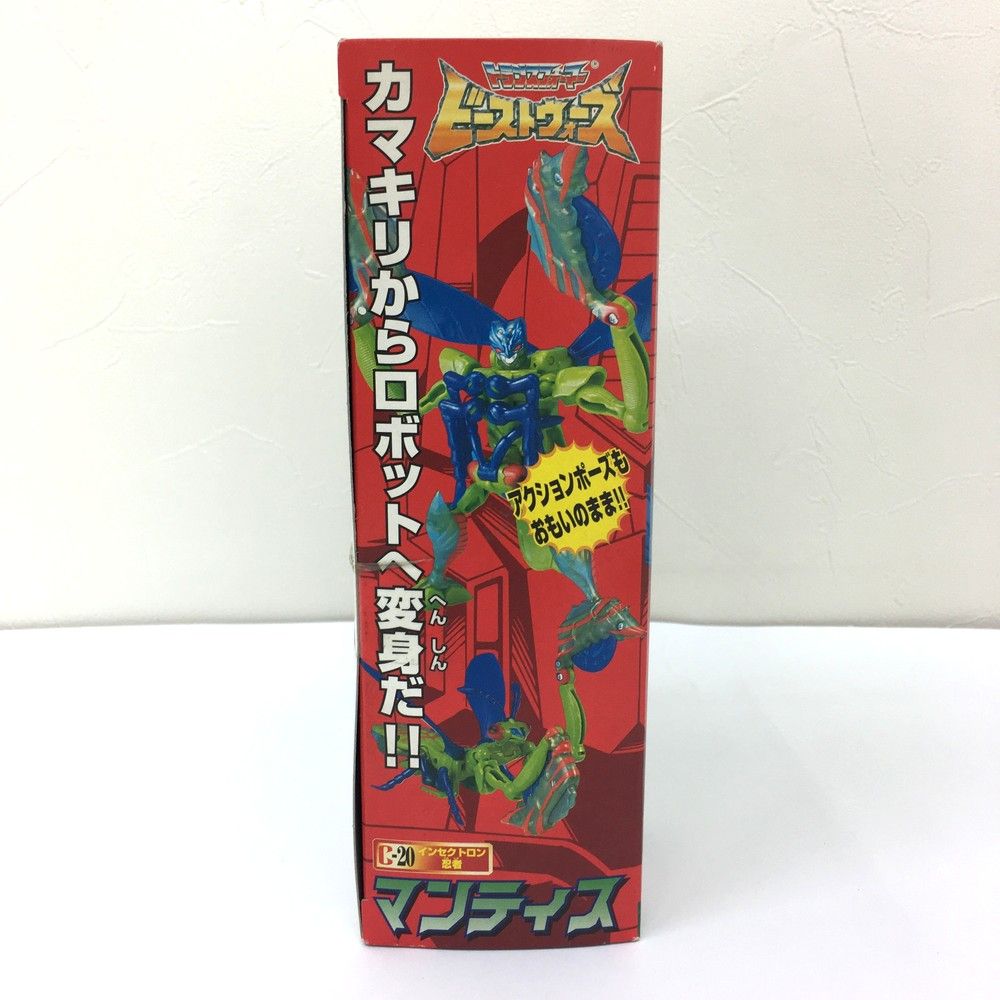 トランスフォーマー©
ビーストウォーズ
カマキリからロボットへ変身だ!!
へんしん
アクションポーズも
おもいのまま!!
C-20
インセクトロン
忍者
マンティス